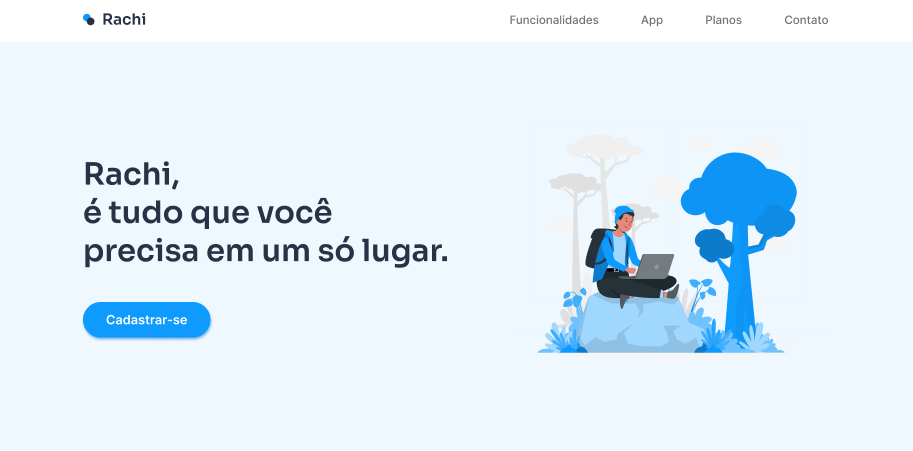 Rachi
Funcionalidades
App
Planos
Contato
Rachi,
é tudo que você
precisa em um só lugar.
Cadastrar-se